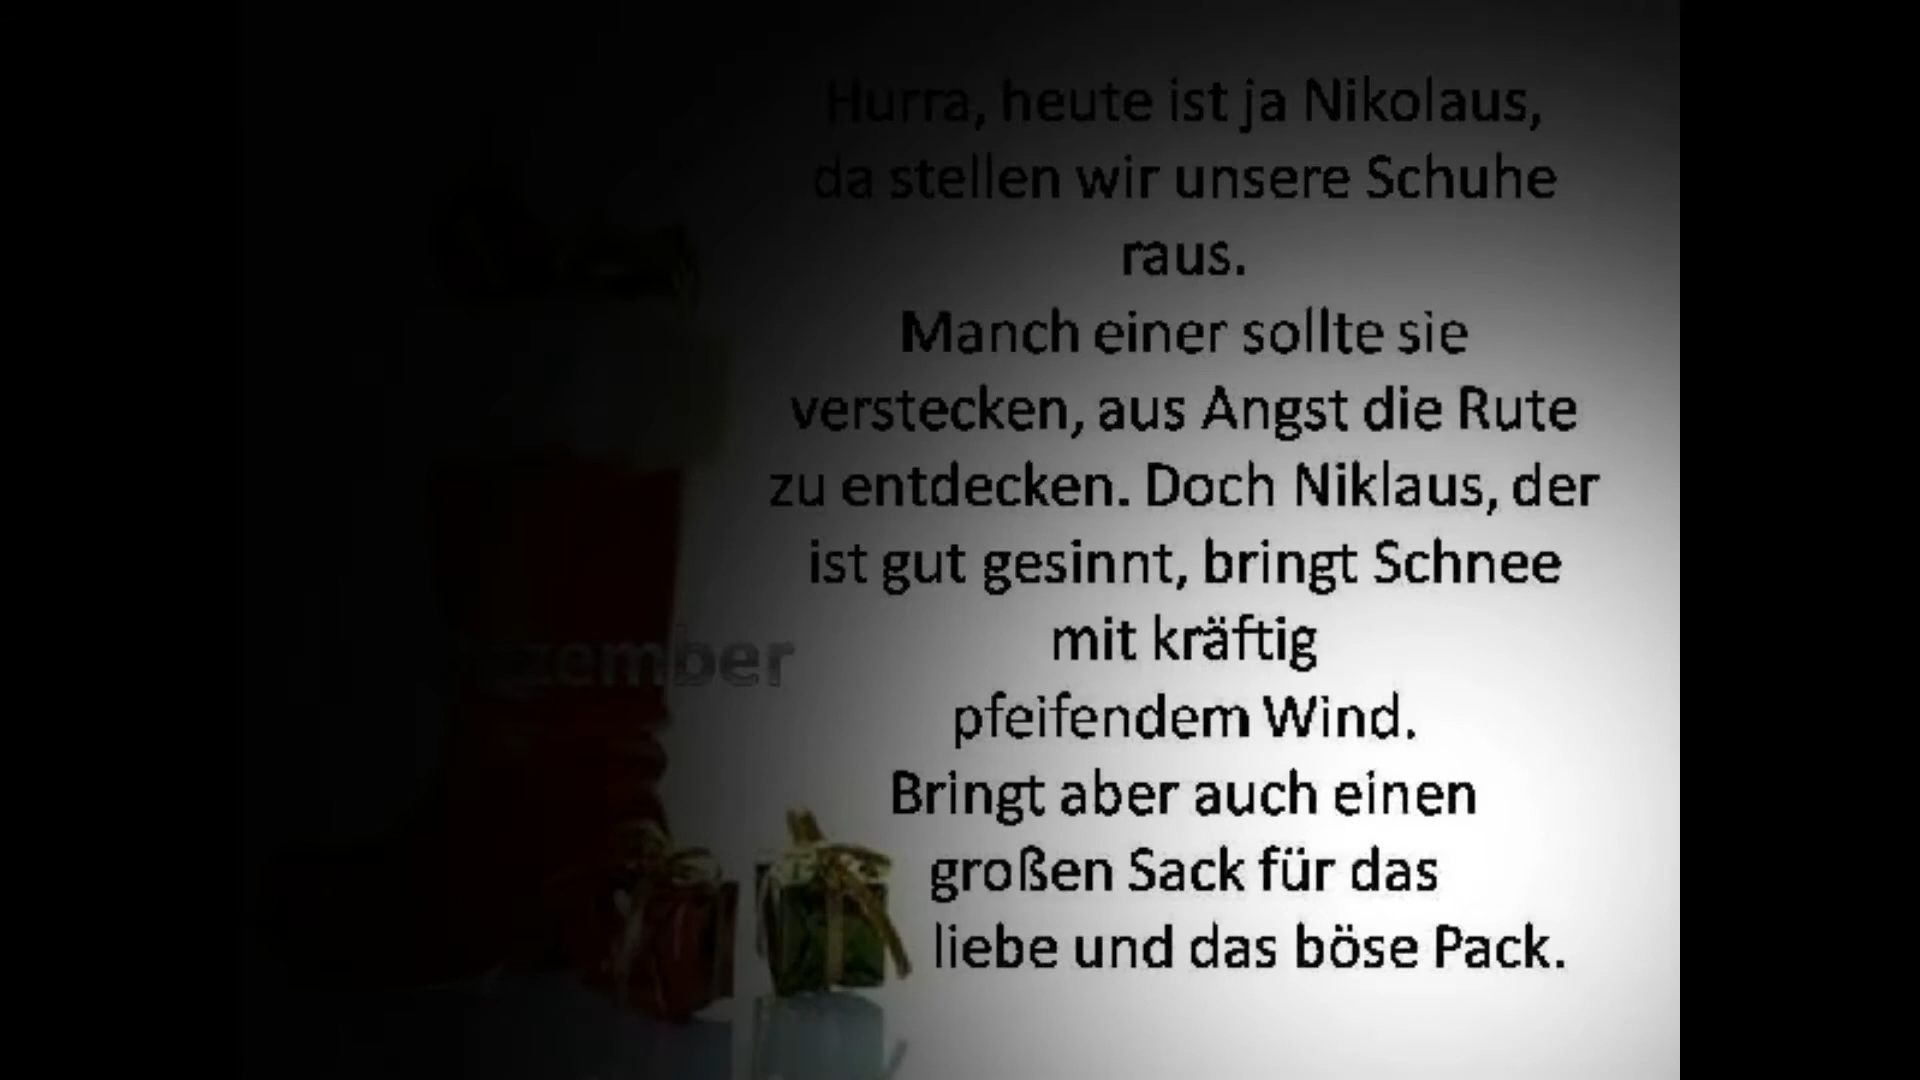 Hurra, heute ist ja Nikolaus,
da stellen wir unsere Schuhe
raus.
Manch einer sollte sie
verstecken, aus Angst die Rute
zu entdecken. Doch Niklaus, der
ist gut gesinnt, bringt Schnee
mit kräftig
pfeifendem Wind.
Bringt aber auch einen
großen Sack für das
liebe und das böse Pack.